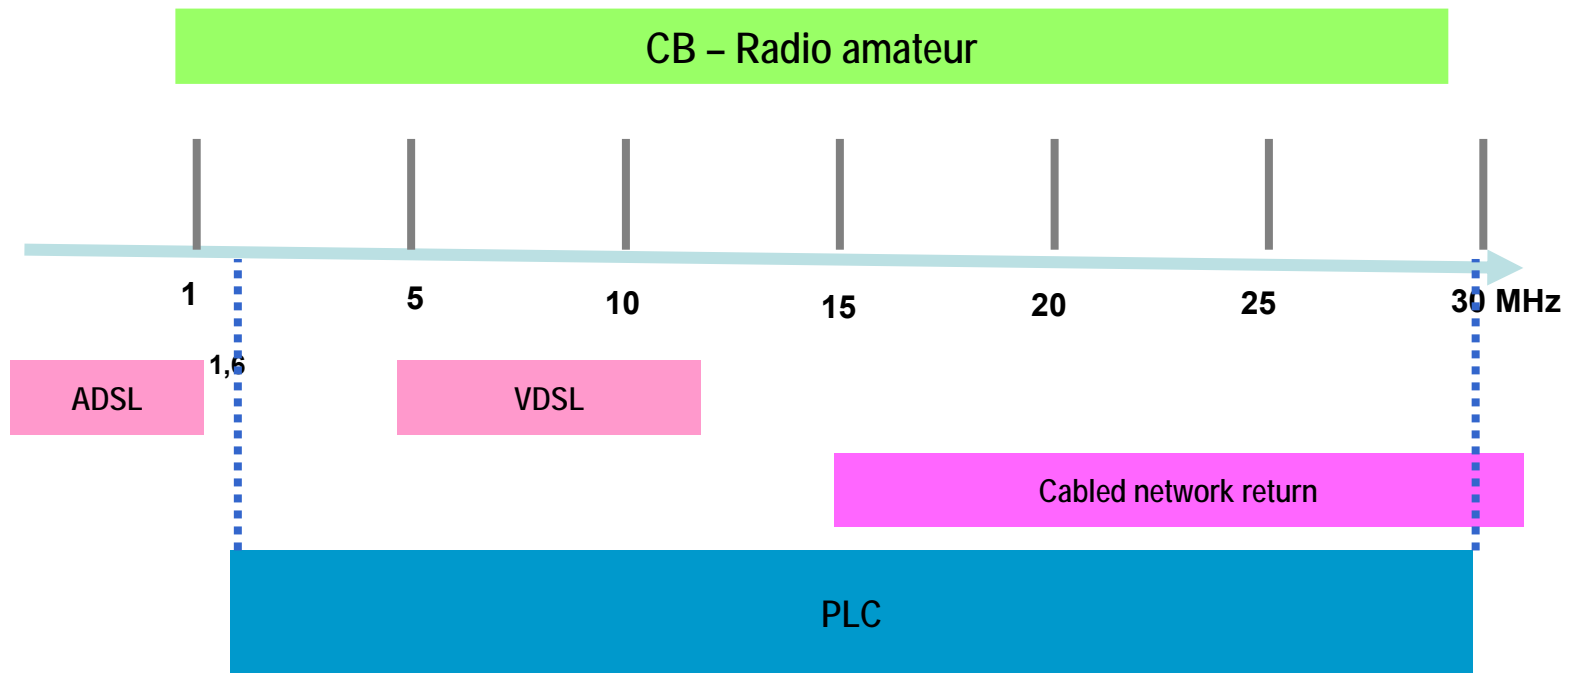 CB – Radio amateur
1 5 10 15 20 25 30 MHz
1,6
ADSL VDSL
Cabled network return
PLC